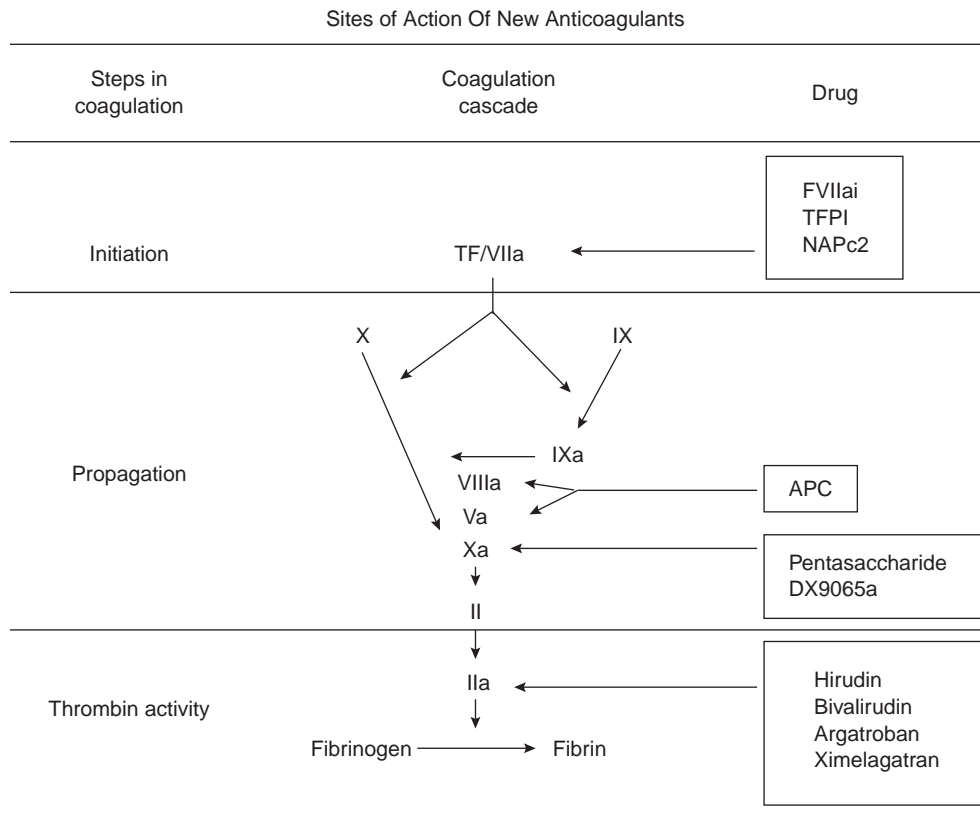 Sites of Action Of New Anticoagulants
Steps in
coagulation
Coagulation
cascade
Drug
Initiation
TF/VIIa
FVIIai
TFPI
NAPc2
Propagation
X
IX
IXa
VIIIa
Va
Xa
II
APC
Pentasaccharide
DX9065a
Thrombin activity
IIa
Fibrinogen
Fibrin
Hirudin
Bivalirudin
Argatroban
Ximelagatran